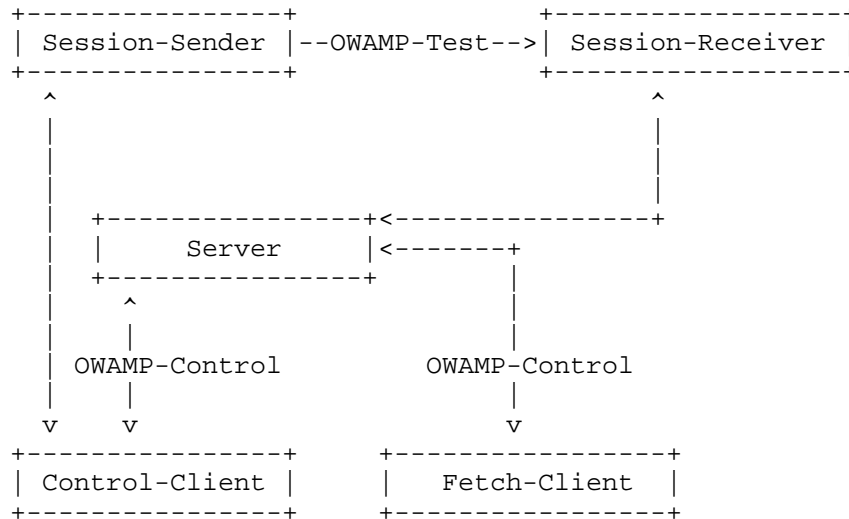 Session-Sender --OWAMP-Test--> Session-Receiver
Server
OWAMP-Control OWAMP-Control
Control-Client Fetch-Client